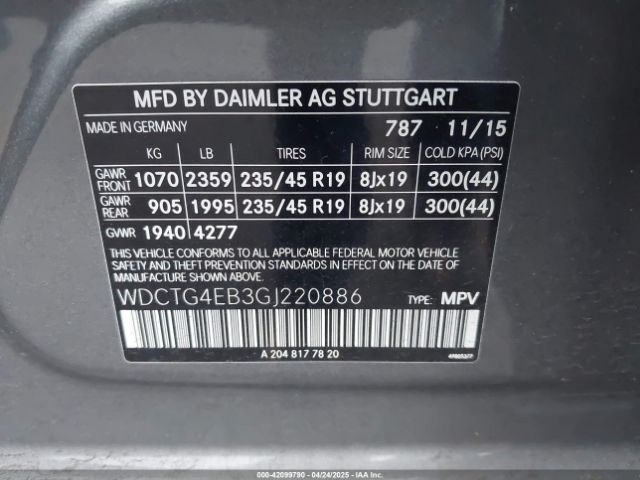 MFD BY DAIMLER AG STUTTGART
MADE IN GERMANY 787 11/15
KG LB TIRES RIM SIZE COLD KPA(PSI)
GAWR FRONT 1070 2359 235/45 R19 8Jx19 300(44)
GAWR REAR 905 1995 235/45 R19 8Jx19 300(44)
GVWR 1940 4277
THIS VEHICLE CONFORMS TO ALL APPLICABLE FEDERAL MOTOR VEHICLE
SAFETY AND THEFT PREVENTION STANDARDS IN EFFECT ON THE DATE
OF MANUFACTURE SHOWN ABOVE.
WDCTG4EB3GJ220886 TYPE: MPV
A 204 817 78 20
000-42099790 - 04/24/2025 - IAAI.COM